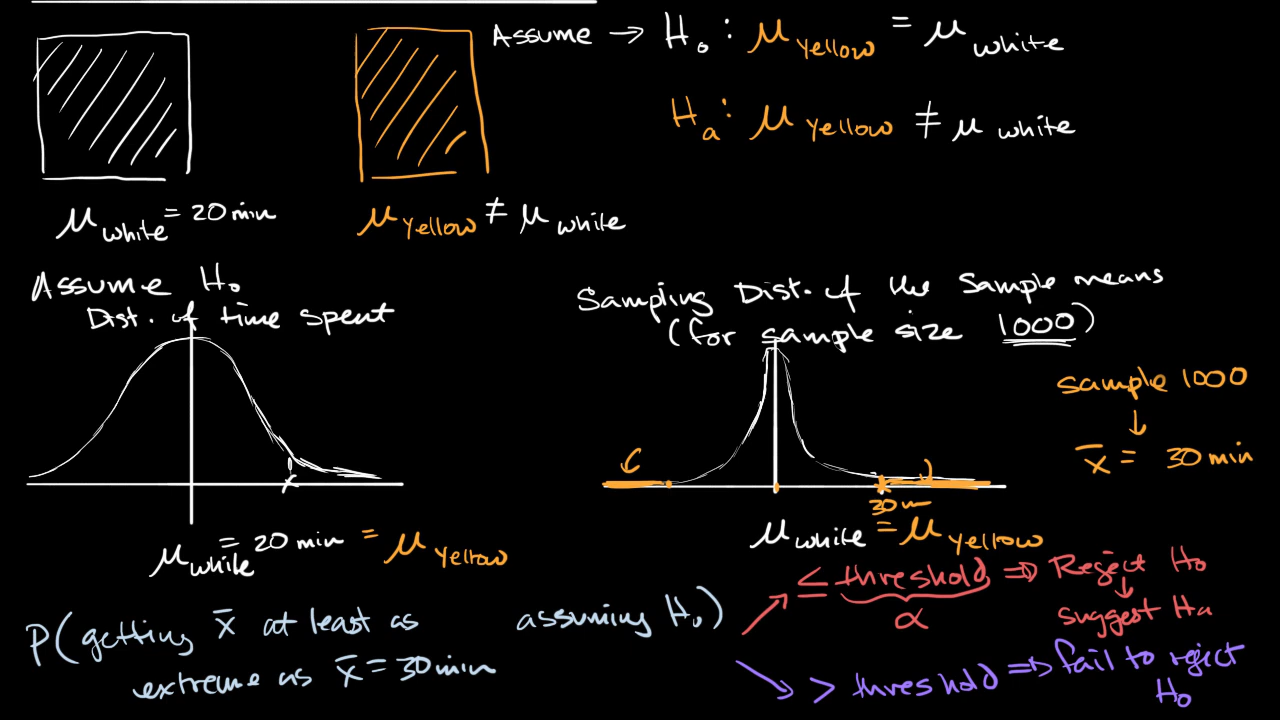 Assume → H₀ : μ yellow = μ white
Hₐ : μ yellow ≠ μ white
μ white = 20 min
μ yellow ≠ μ white
Assume H₀
Dist. of time spent
μ white = 20 min = μ yellow
Sampling Dist. of the sample means
(for sample size 1000)
sample 1000
↓
x̄ = 30 min
30 m
μ white = μ yellow
P(getting x̄ at least as
extreme as x̄ = 30 min
assuming H₀)
≤ threshold ⇒ Reject H₀
α
↓
suggest Ha
> threshold ⇒ fail to reject
H₀